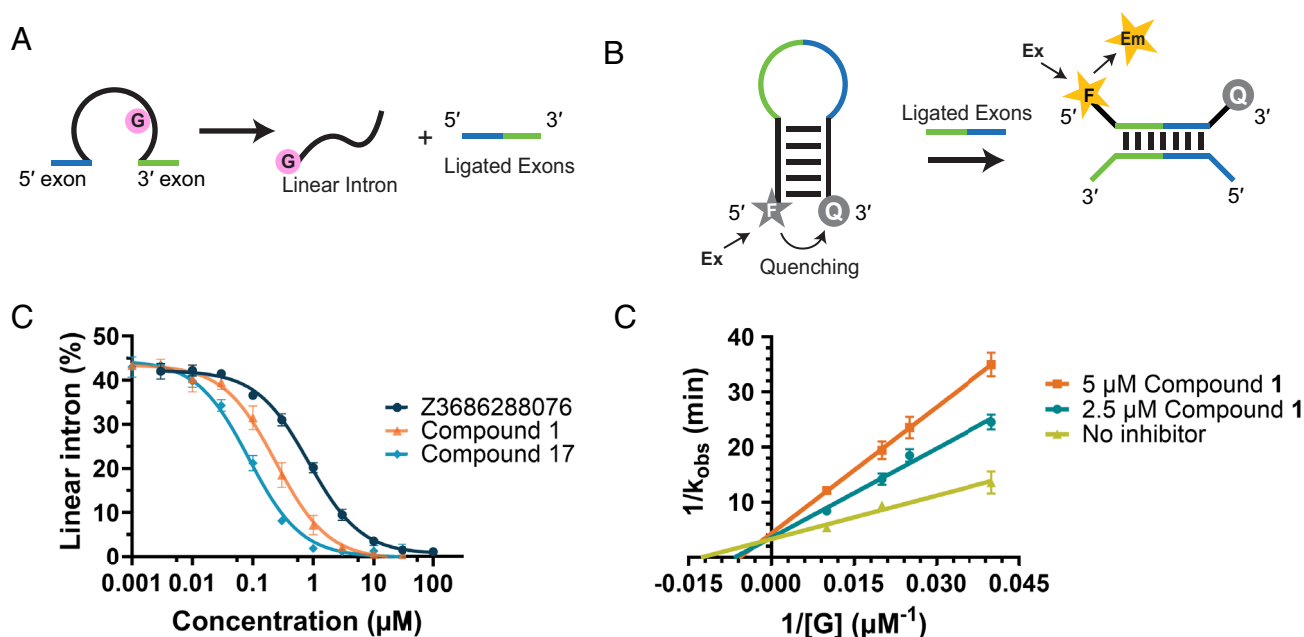 A
G
5′ exon
3′ exon
G
Linear Intron
+
5′
3′
Ligated Exons
B
5′
F
Q
3′
Ex
Quenching
Ligated Exons
Ex
Em
F
5′
Q
3′
3′
5′
C
Linear intron (%)
50
40
30
20
10
0
0.001
0.01
0.1
1
10
100
Concentration (µM)
Z3686288076
Compound 1
Compound 17
C
1/kobs (min)
40
30
20
10
-0.015
0.000
0.015
0.030
0.045
1/[G] (µM⁻¹)
5 µM Compound 1
2.5 µM Compound 1
No inhibitor